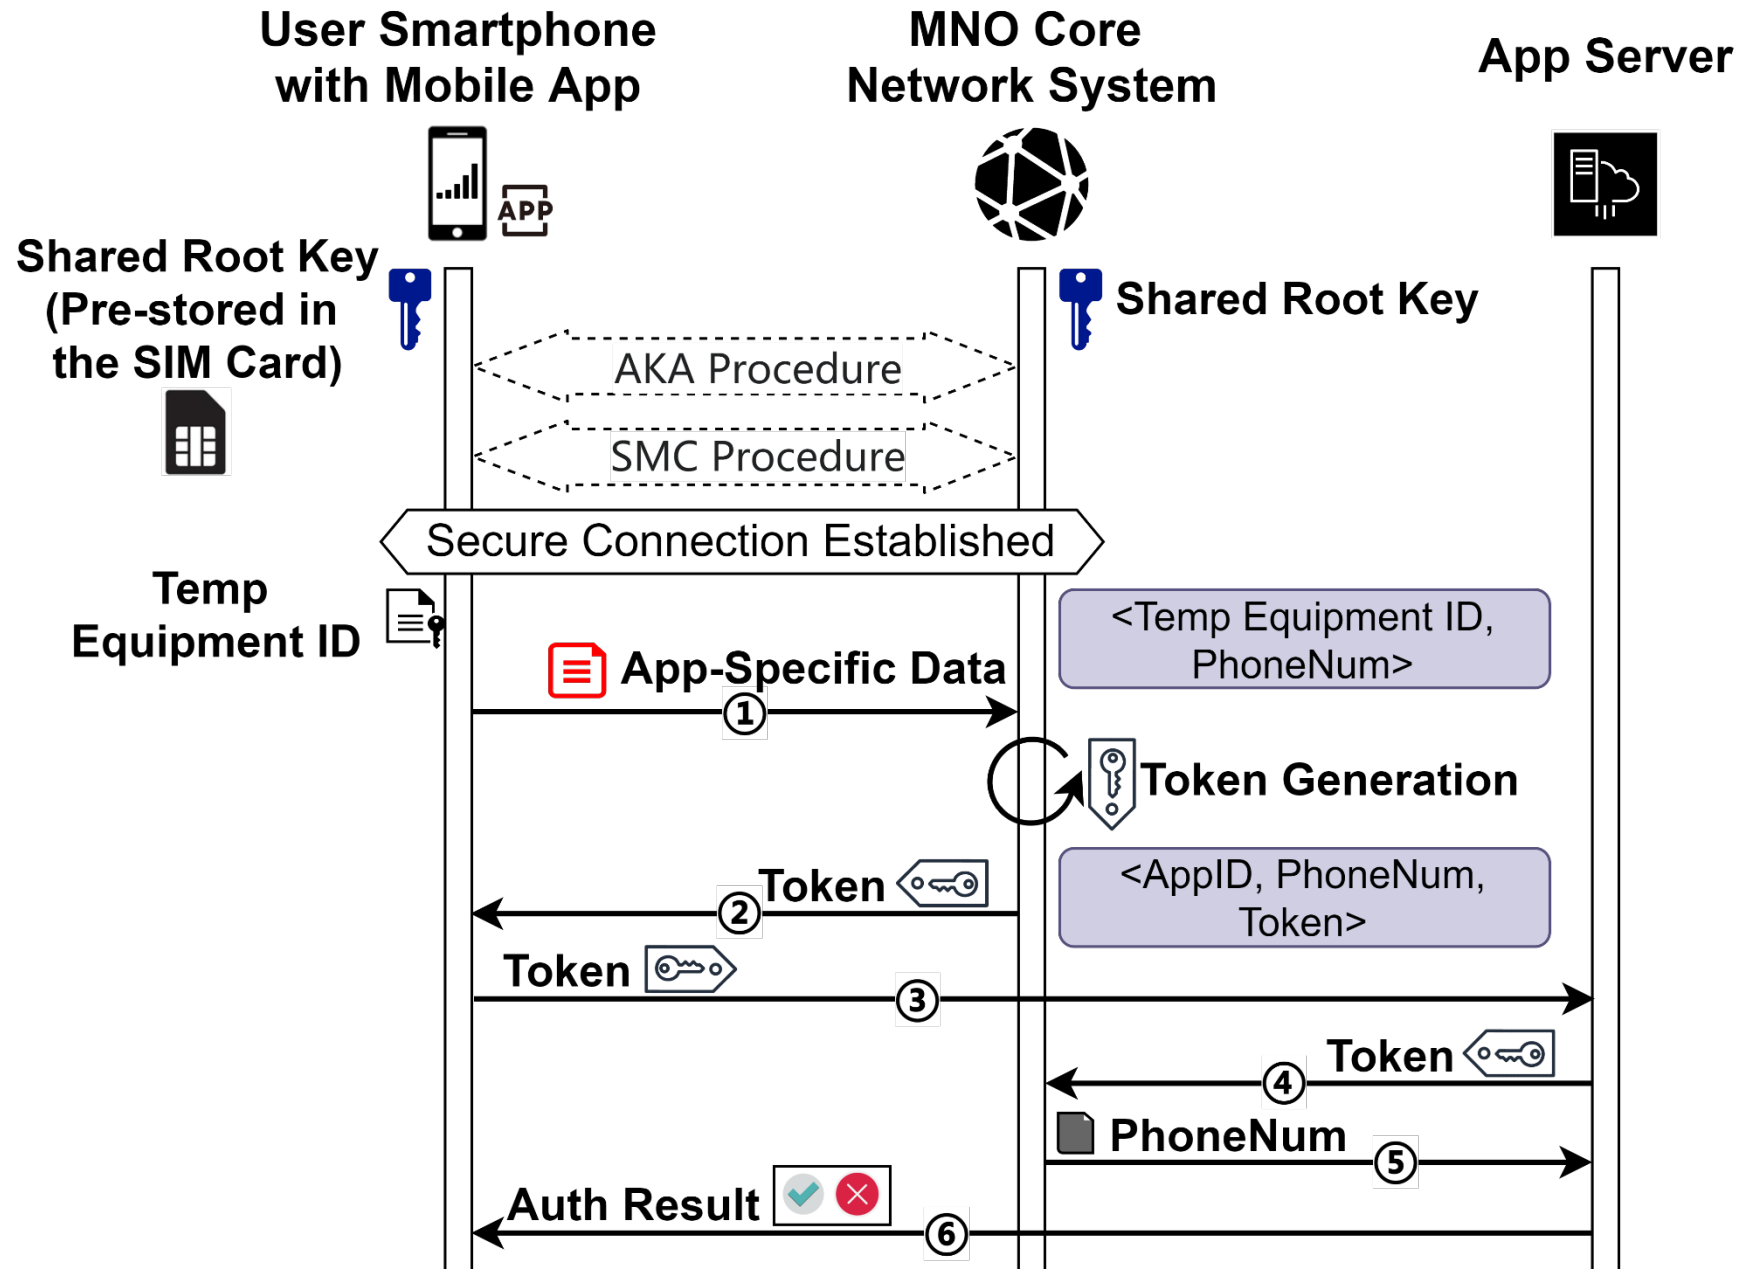 User Smartphone
with Mobile App
MNO Core
Network System
App Server
APP
Shared Root Key
(Pre-stored in
the SIM Card)
Shared Root Key
AKA Procedure
SMC Procedure
Secure Connection Established
Temp
Equipment ID
<Temp Equipment ID,
PhoneNum>
App-Specific Data
①
Token Generation
<AppID, PhoneNum,
Token>
Token
②
Token
③
Token
④
PhoneNum
⑤
Auth Result
⑥